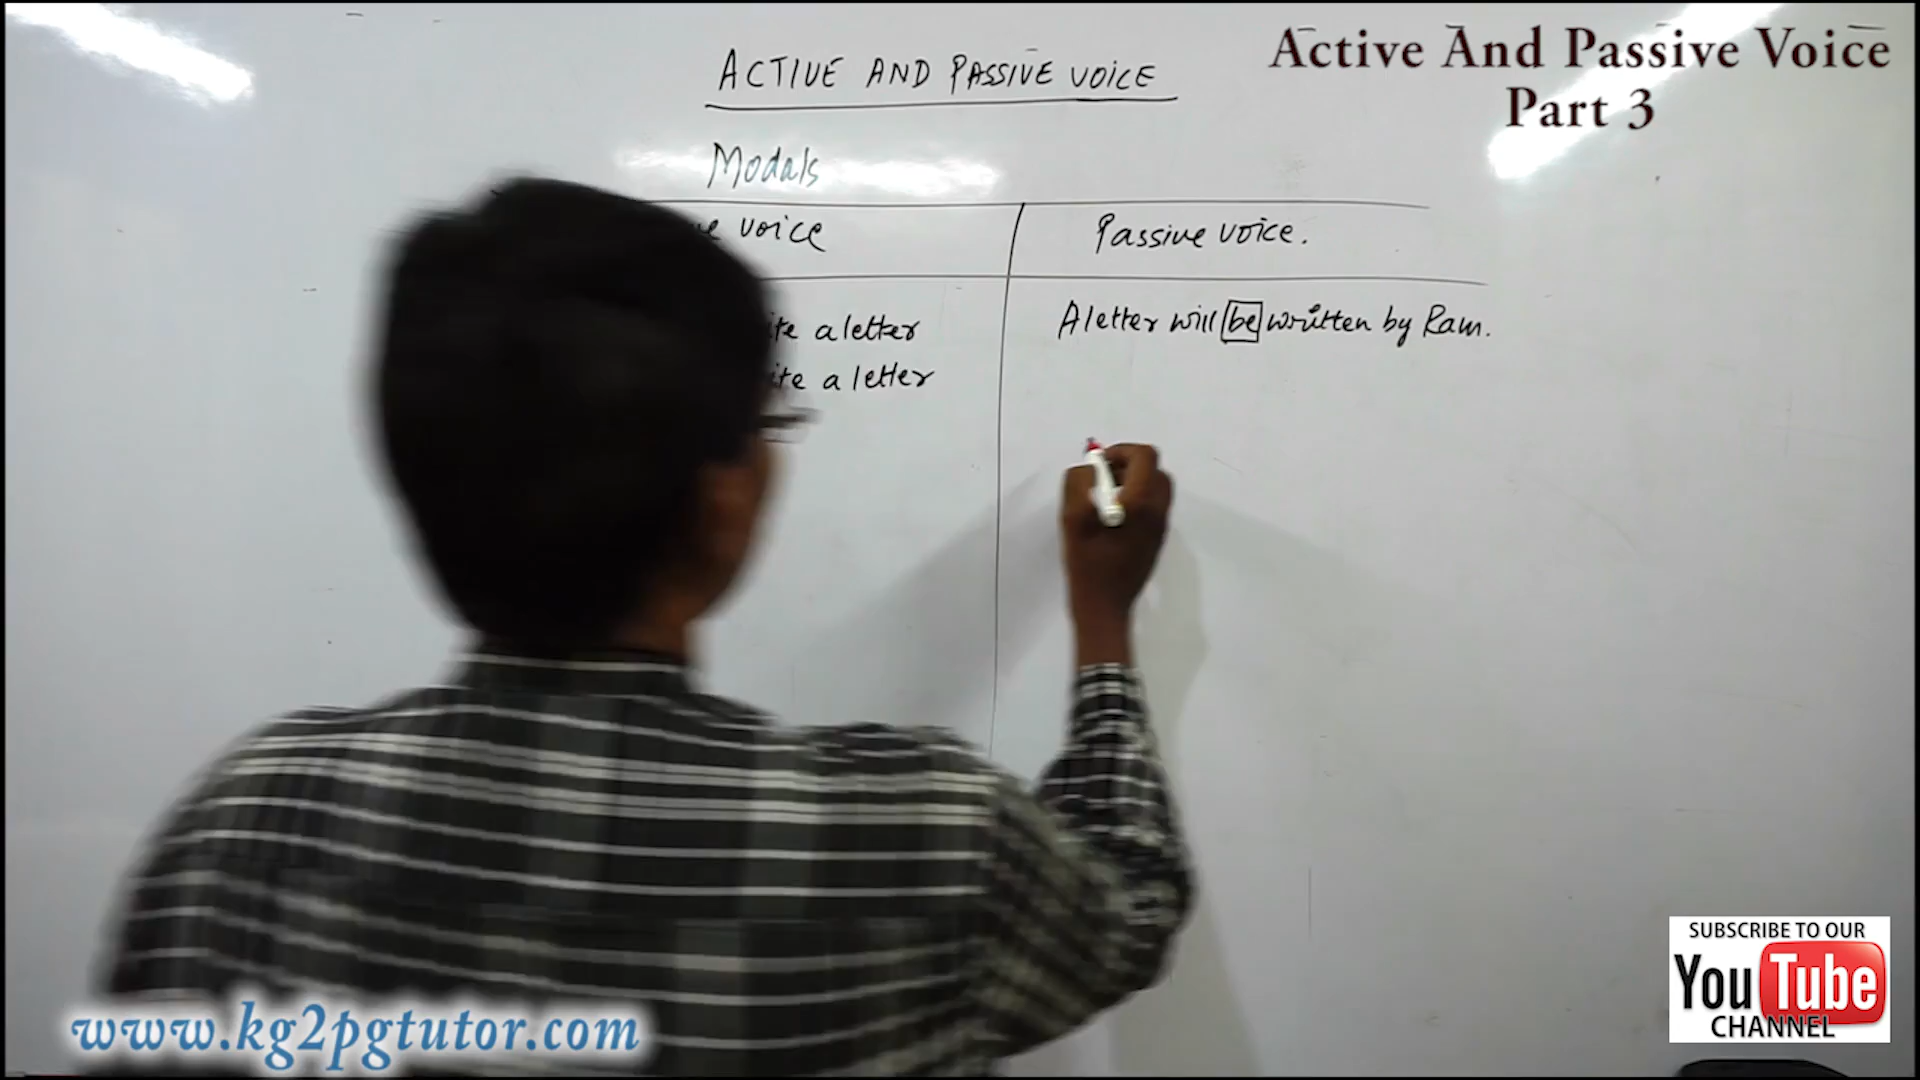 Active And Passive Voice
Part 3
ACTIVE AND PASSIVE VOICE
Modals
voice
Passive voice.
a letter
A letter will be written by Ram.
a letter
www.kg2pgtutor.com
SUBSCRIBE TO OUR
YouTube
CHANNEL